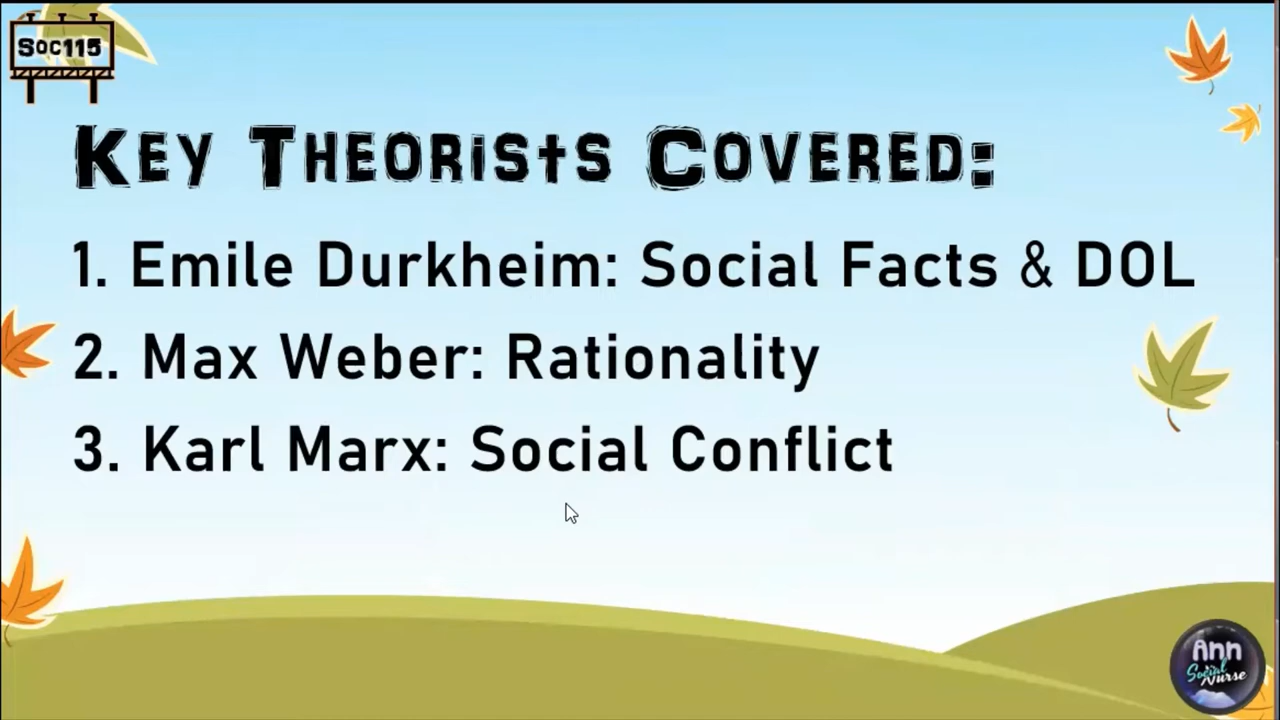 Soc115
Key Theorists Covered:
1. Emile Durkheim: Social Facts & DOL
2. Max Weber: Rationality
3. Karl Marx: Social Conflict
Ann
Social
Nurse